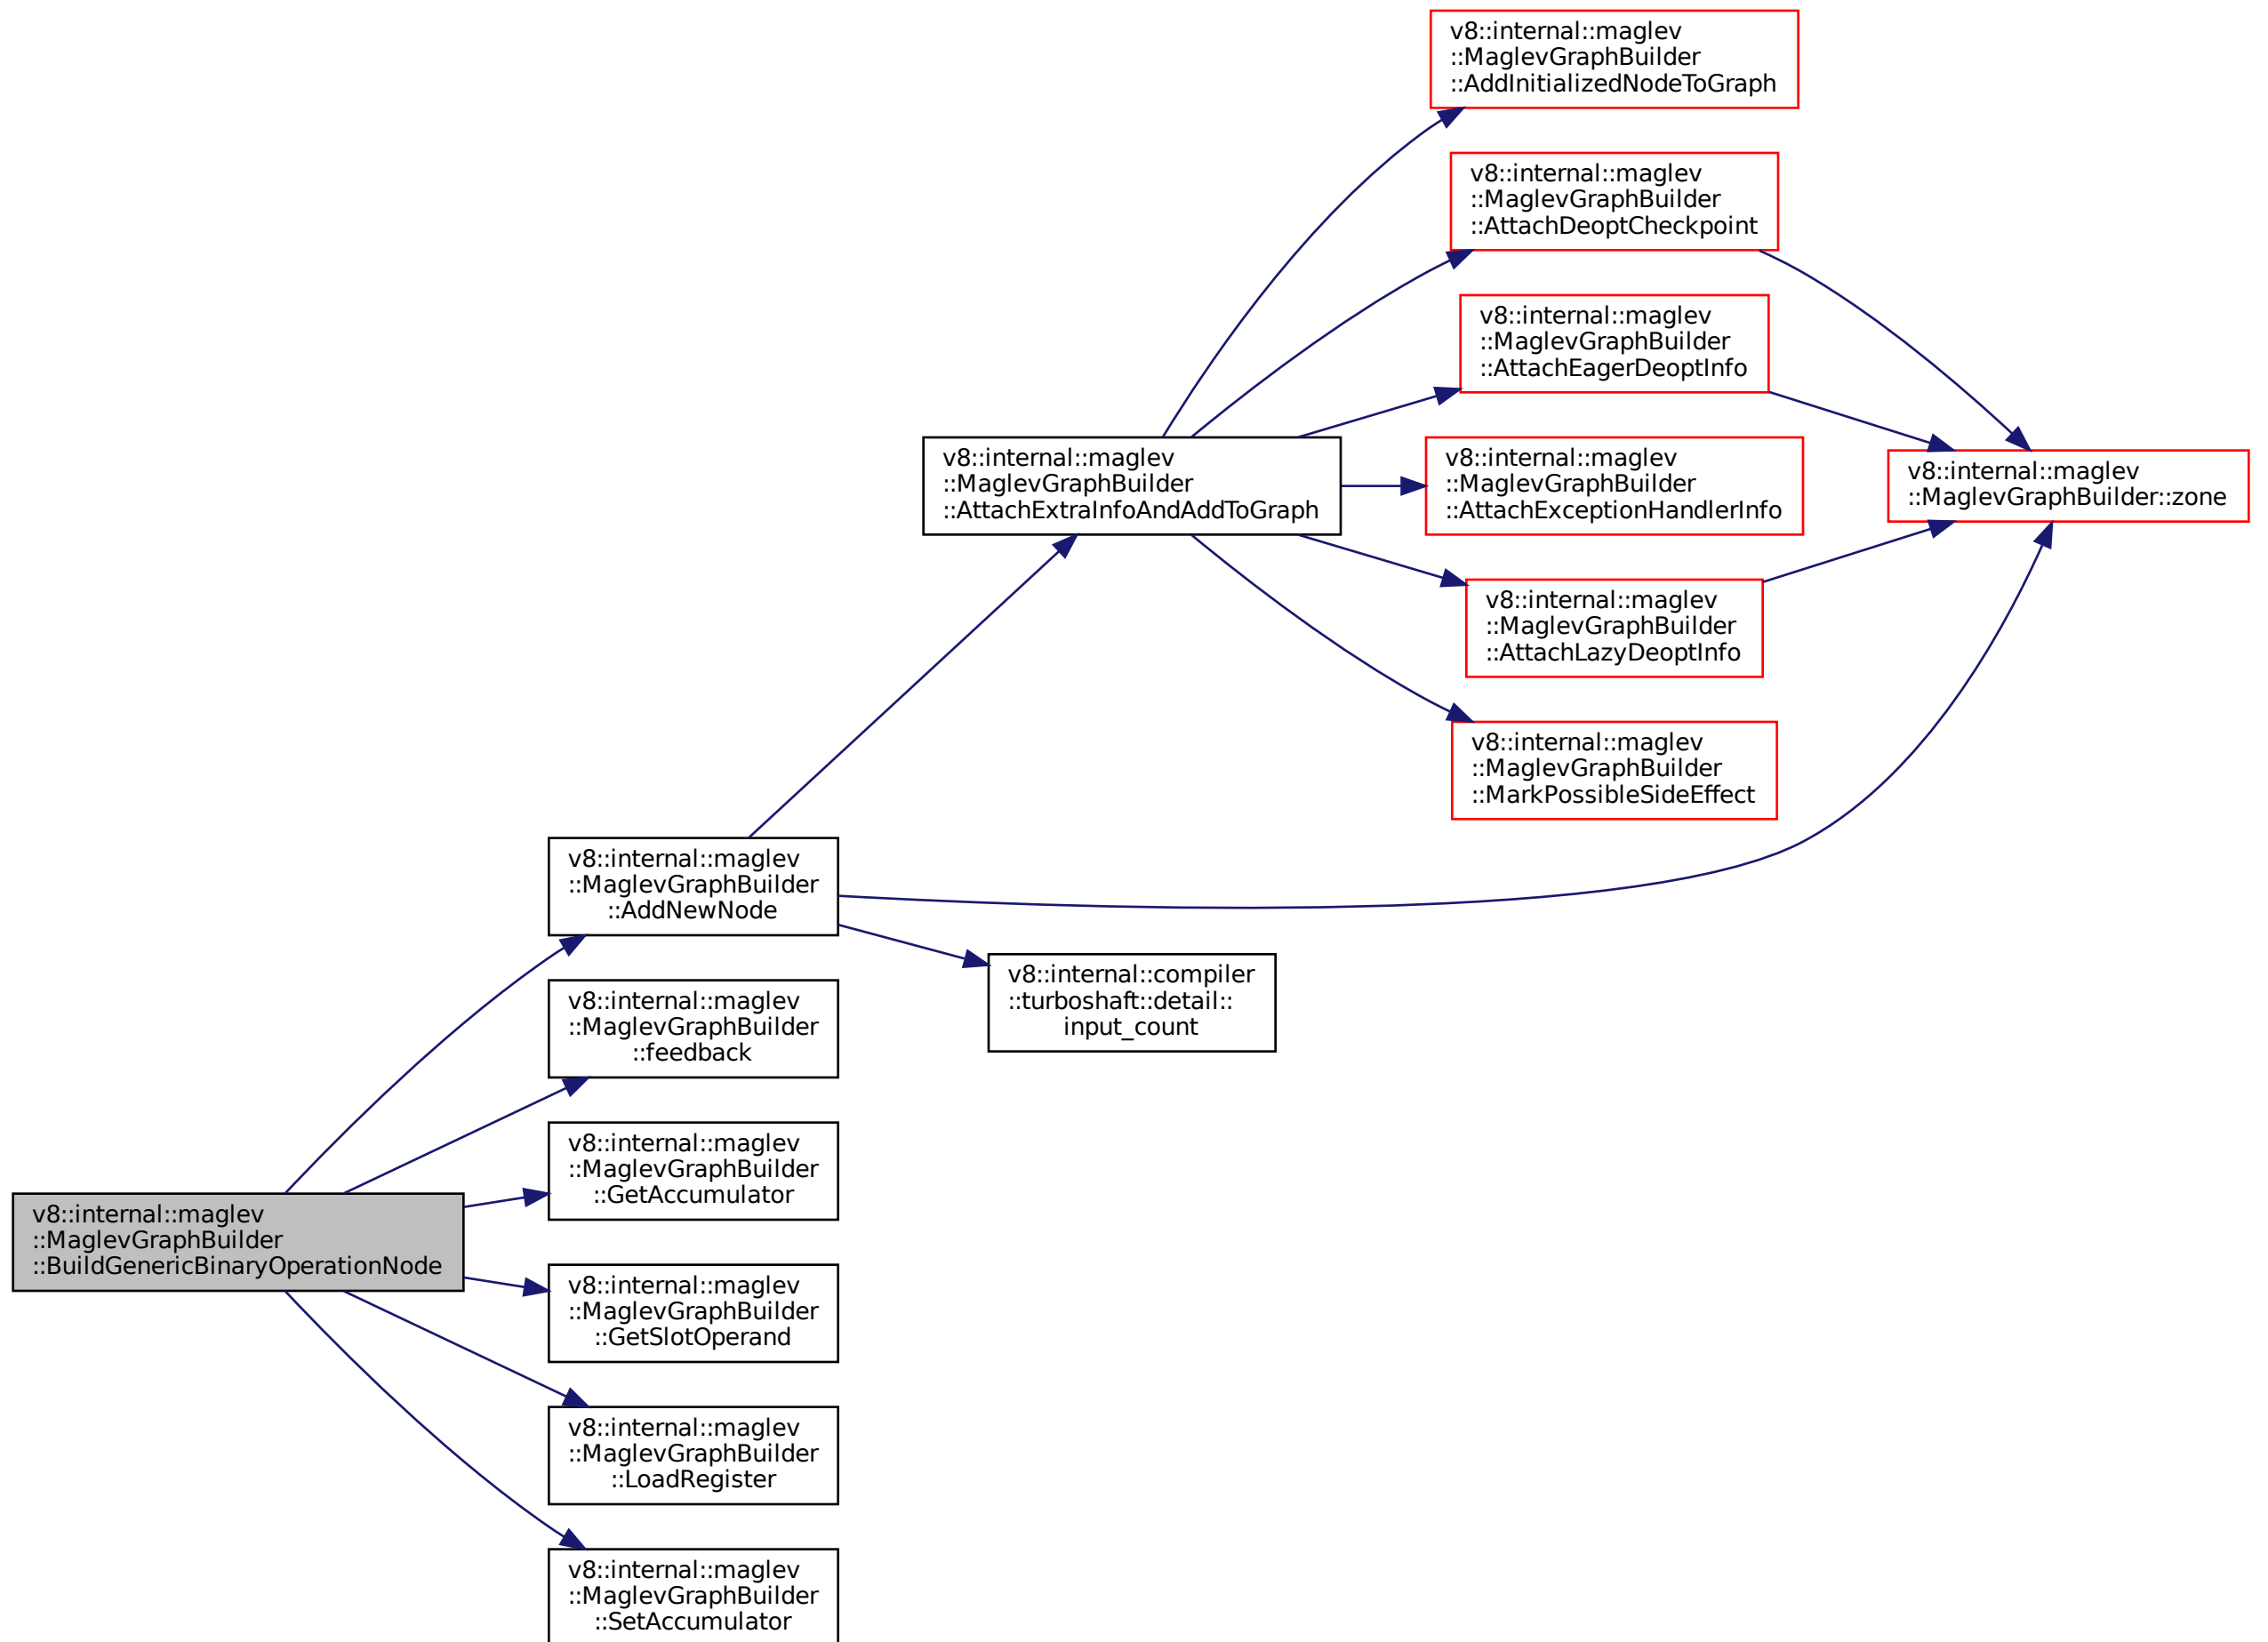 v8::internal::maglev
::MaglevGraphBuilder
::AddInitializedNodeToGraph
v8::internal::maglev
::MaglevGraphBuilder
::AttachDeoptCheckpoint
v8::internal::maglev
::MaglevGraphBuilder
::AttachEagerDeoptInfo
v8::internal::maglev
::MaglevGraphBuilder
::AttachExtraInfoAndAddToGraph
v8::internal::maglev
::MaglevGraphBuilder
::AttachExceptionHandlerInfo
v8::internal::maglev
::MaglevGraphBuilder::zone
v8::internal::maglev
::MaglevGraphBuilder
::AttachLazyDeoptInfo
v8::internal::maglev
::MaglevGraphBuilder
::MarkPossibleSideEffect
v8::internal::maglev
::MaglevGraphBuilder
::AddNewNode
v8::internal::compiler
::turboshaft::detail::
input_count
v8::internal::maglev
::MaglevGraphBuilder
::feedback
v8::internal::maglev
::MaglevGraphBuilder
::GetAccumulator
v8::internal::maglev
::MaglevGraphBuilder
::BuildGenericBinaryOperationNode
v8::internal::maglev
::MaglevGraphBuilder
::GetSlotOperand
v8::internal::maglev
::MaglevGraphBuilder
::LoadRegister
v8::internal::maglev
::MaglevGraphBuilder
::SetAccumulator